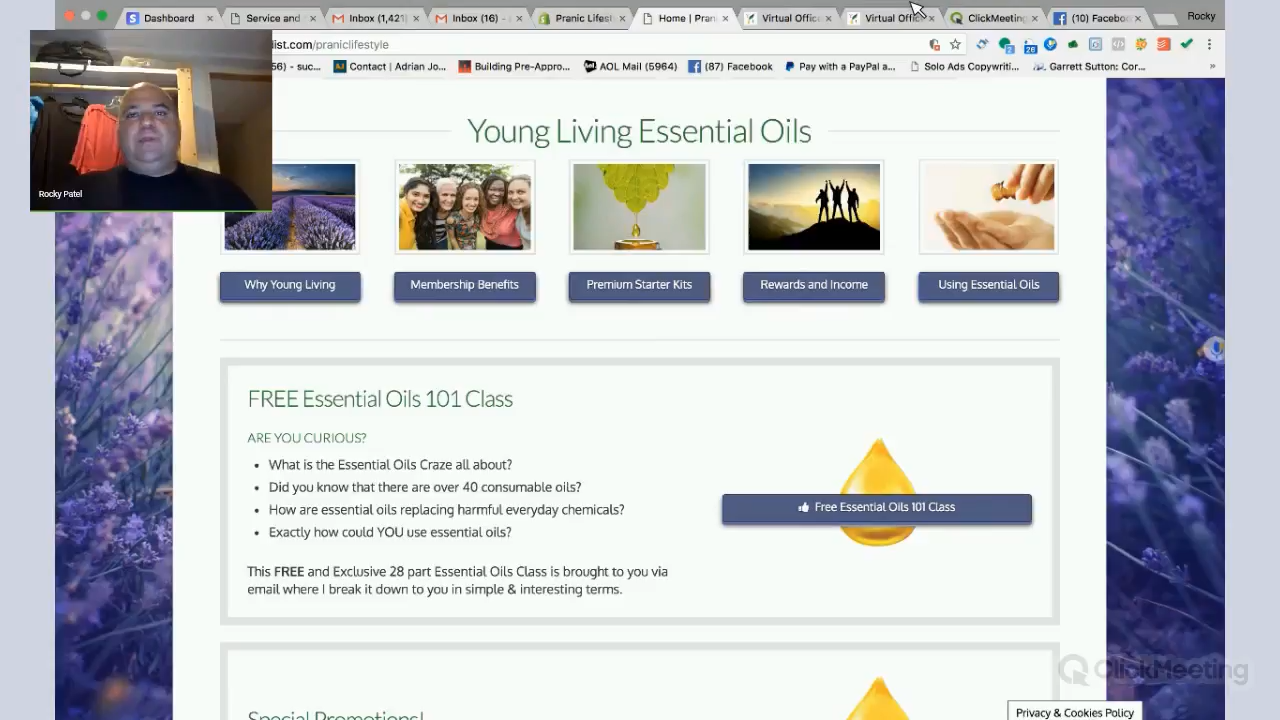 Dashboard
Service and
Inbox (1,421)
Inbox (16) -
Pranic Lifest
Home | Pran
Virtual Office
Virtual Offi
ClickMeeting
(10) Facebo
Rocky
list.com/praniclifestyle
26
56) - suc...
Contact | Adrian Jo...
Building Pre-Appro...
AOL Mail (5964)
(87) Facebook
Pay with a PayPal a...
Solo Ads Copywriti...
Garrett Sutton: Cor...
»
Rocky Patel
Young Living Essential Oils
Why Young Living
Membership Benefits
Premium Starter Kits
Rewards and Income
Using Essential Oils
FREE Essential Oils 101 Class
ARE YOU CURIOUS?
• What is the Essential Oils Craze all about?
• Did you know that there are over 40 consumable oils?
• How are essential oils replacing harmful everyday chemicals?
• Exactly how could YOU use essential oils?
This FREE and Exclusive 28 part Essential Oils Class is brought to you via
email where I break it down to you in simple & interesting terms.
Free Essential Oils 101 Class
Special Promotions!
ClickMeeting
Privacy & Cookies Policy